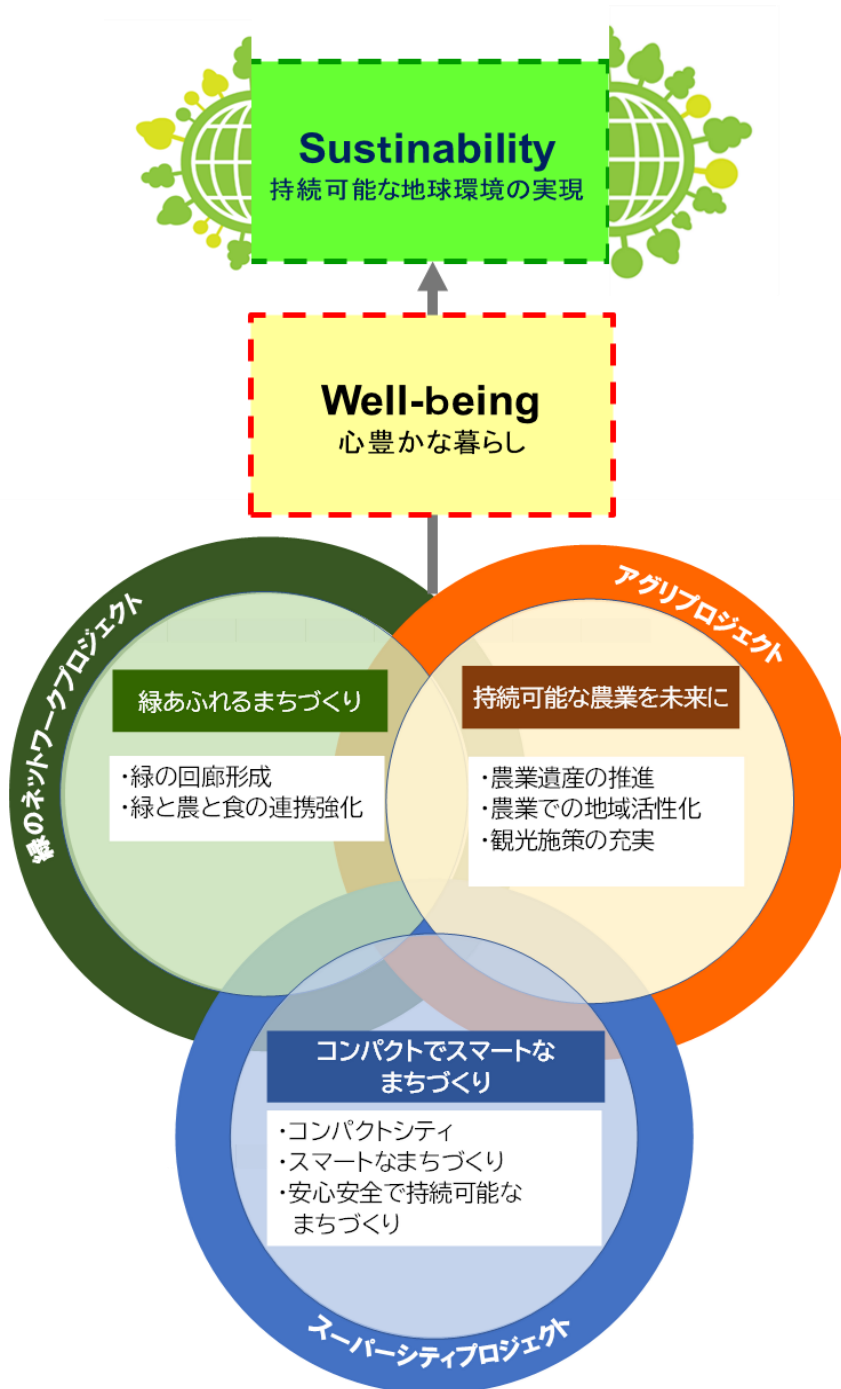 Sustinability
持続可能な地球環境の実現
Well-being
心豊かな暮らし
緑のネットワークプロジェクト
緑あふれるまちづくり
・緑の回廊形成
・緑と農と食の連携強化
アグリプロジェクト
持続可能な農業を未来に
・農業遺産の推進
・農業での地域活性化
・観光施策の充実
コンパクトでスマートな
まちづくり
・コンパクトシティ
・スマートなまちづくり
・安心安全で持続可能な
まちづくり
スーパーシティプロジェクト